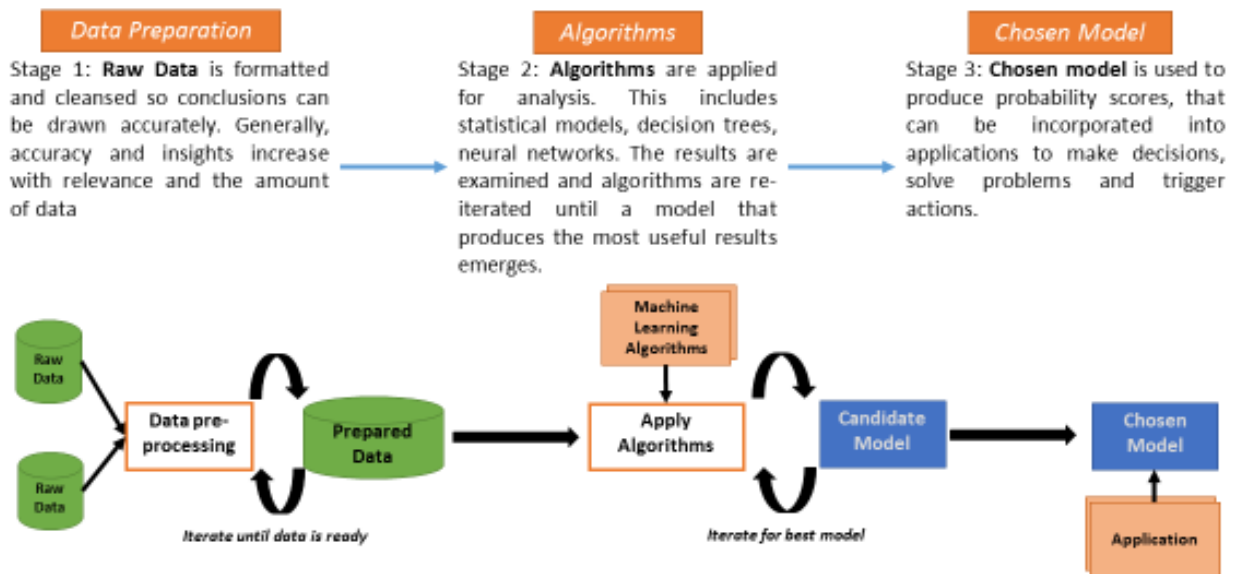 Data Preparation
Stage 1: Raw Data is formatted
and cleansed so conclusions can
be drawn accurately. Generally,
accuracy and insights increase
with relevance and the amount
of data
Algorithms
Stage 2: Algorithms are applied
for analysis. This includes
statistical models, decision trees,
neural networks. The results are
examined and algorithms are re-
iterated until a model that
produces the most useful results
emerges.
Chosen Model
Stage 3: Chosen model is used to
produce probability scores, that
can be incorporated into
applications to make decisions,
solve problems and trigger
actions.
Raw
Data
Raw
Data
Data pre-
processing
Prepared
Data
Iterate until data is ready
Machine
Learning
Algorithms
Apply
Algorithms
Candidate
Model
Iterate for best model
Chosen
Model
Application